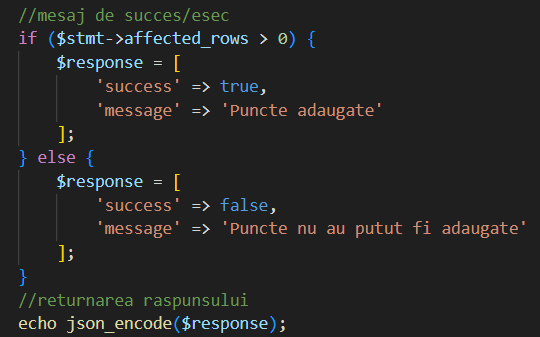 //mesaj de succes/esec
if ($stmt->affected_rows > 0) {
    $response = [
        'success' => true,
        'message' => 'Puncte adaugate'
    ];
} else {
    $response = [
        'success' => false,
        'message' => 'Puncte nu au putut fi adaugate'
    ];
}
//returnarea raspunsului
echo json_encode($response);